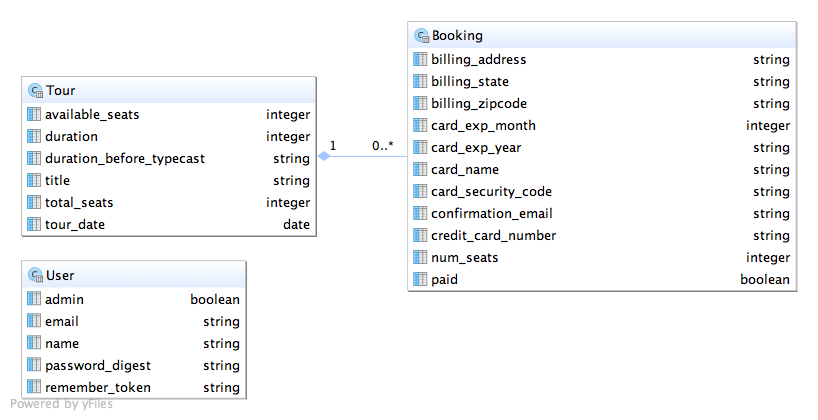 Tour
available_seats integer
duration integer
duration_before_typecast string
title string
total_seats integer
tour_date date
1 0..*
C Booking
billing_address string
billing_state string
billing_zipcode string
card_exp_month integer
card_exp_year string
card_name string
card_security_code string
confirmation_email string
credit_card_number string
num_seats integer
paid boolean
C User
admin boolean
email string
name string
password_digest string
remember_token string
Powered by yFiles